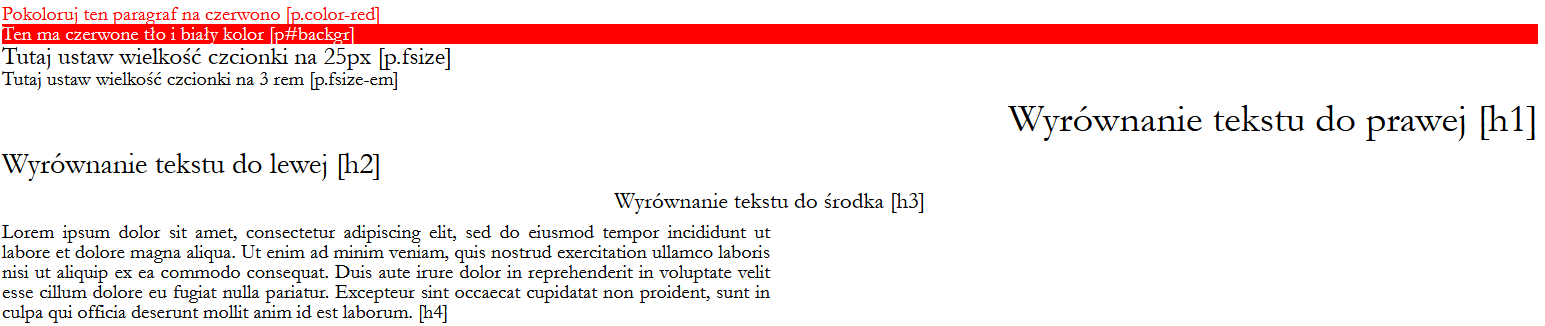 Pokoloruj ten paragraf na czerwono [p.color-red]
Ten ma czerwone tło i biały kolor [p#backgr]
Tutaj ustaw wielkość czcionki na 25px [p.fsize]
Tutaj ustaw wielkość czcionki na 3 rem [p.fsize-em]
Wyrównanie tekstu do prawej [h1]
Wyrównanie tekstu do lewej [h2]
Wyrównanie tekstu do środka [h3]
Lorem ipsum dolor sit amet, consectetur adipiscing elit, sed do eiusmod tempor incididunt ut
labore et dolore magna aliqua. Ut enim ad minim veniam, quis nostrud exercitation ullamco laboris
nisi ut aliquip ex ea commodo consequat. Duis aute irure dolor in reprehenderit in voluptate velit
esse cillum dolore eu fugiat nulla pariatur. Excepteur sint occaecat cupidatat non proident, sunt in
culpa qui officia deserunt mollit anim id est laborum. [h4]